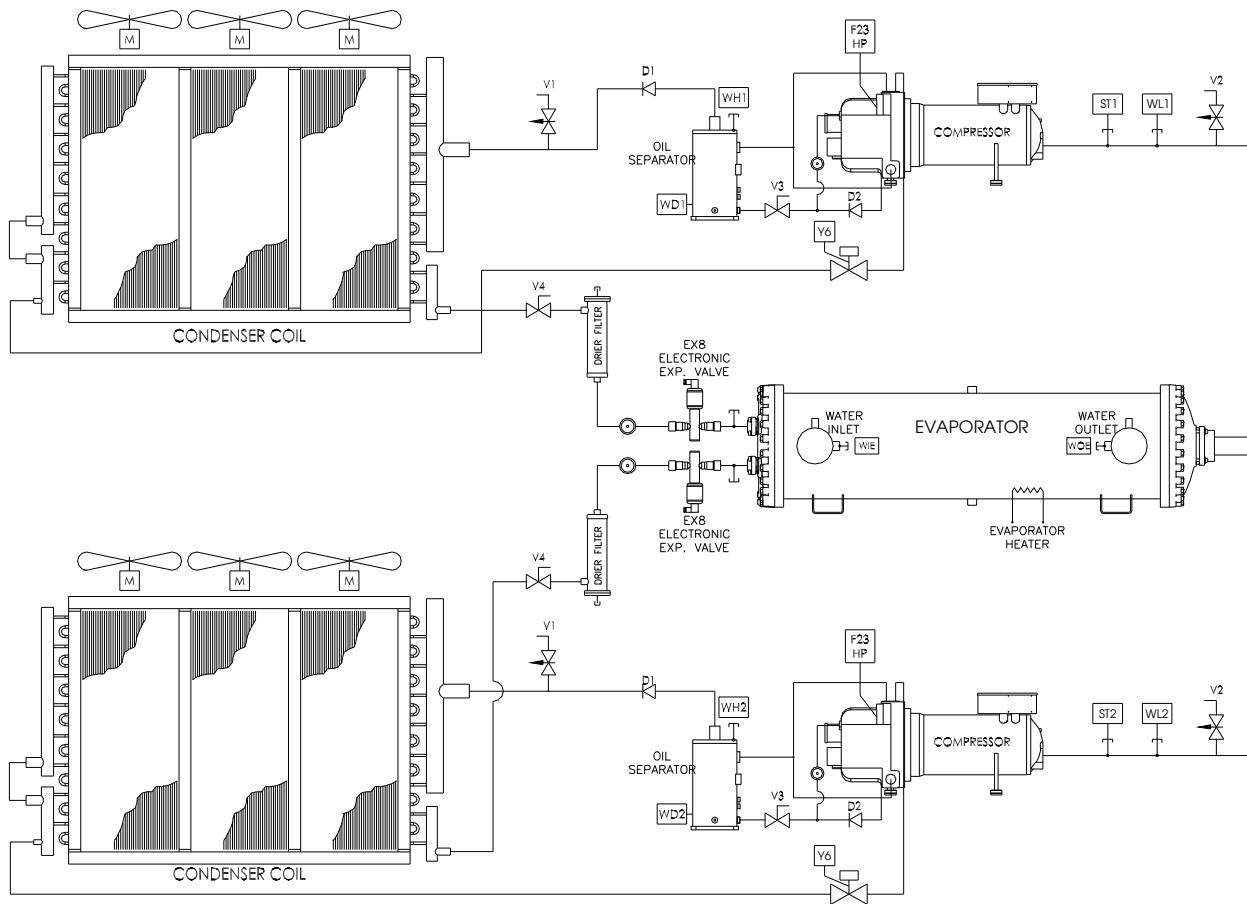 M
M
M
F23
HP
V1
D1
WH1
ST1
WL1
V2
COMPRESSOR
OIL
SEPARATOR
V3
WD1
D2
Y6
V4
CONDENSER COIL
DRIER FILTER
EX8
ELECTRONIC
EXP. VALVE
WATER
INLET
WIE
EVAPORATOR
WATER
OUTLET
WOE
EX8
ELECTRONIC
EXP. VALVE
EVAPORATOR
HEATER
DRIER FILTER
V4
M
M
M
V1
D1
F23
HP
WH2
ST2
WL2
V2
COMPRESSOR
OIL
SEPARATOR
V3
WD2
D2
Y6
CONDENSER COIL